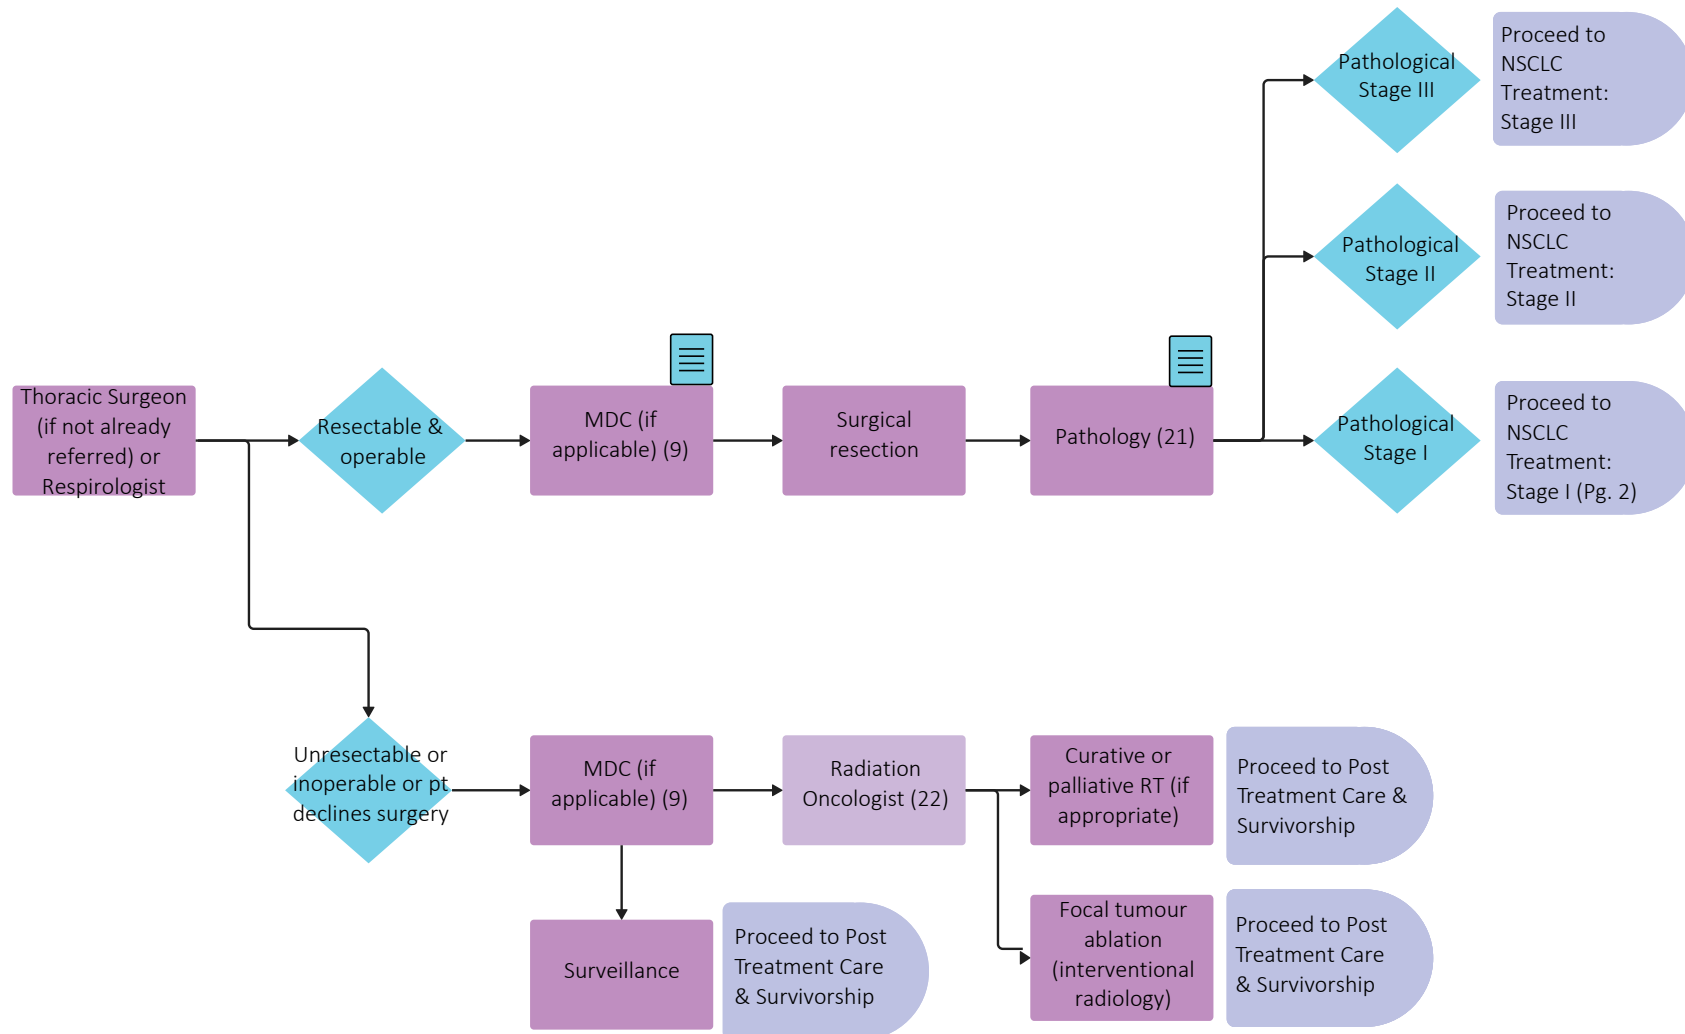 Pathological
Stage III
Proceed to
NSCLC
Treatment:
Stage III
Pathological
Stage II
Proceed to
NSCLC
Treatment:
Stage II
Thoracic Surgeon
(if not already
referred) or
Respirologist
Resectable &
operable
MDC (if
applicable) (9)
Surgical
resection
Pathology (21)
Pathological
Stage I
Proceed to
NSCLC
Treatment:
Stage I (Pg. 2)
Unresectable or
inoperable or pt
declines surgery
MDC (if
applicable) (9)
Radiation
Oncologist (22)
Curative or
palliative RT (if
appropriate)
Proceed to Post
Treatment Care &
Survivorship
Surveillance
Proceed to Post
Treatment Care
& Survivorship
Focal tumour
ablation
(interventional
radiology)
Proceed to Post
Treatment Care
& Survivorship